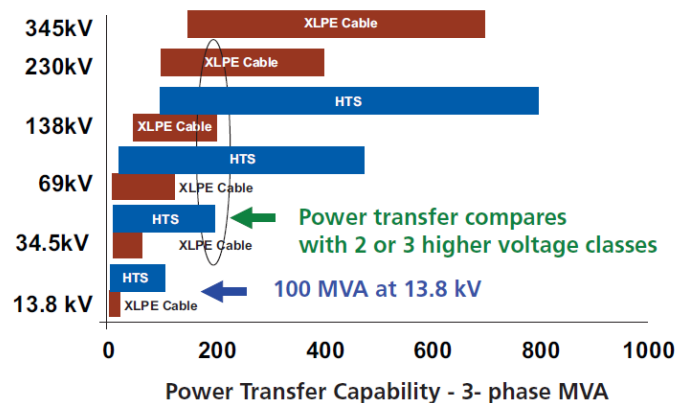 345kV
XLPE Cable
230kV
XLPE Cable
HTS
138kV
XLPE Cable
HTS
69kV
XLPE Cable
HTS
Power transfer compares
with 2 or 3 higher voltage classes
34.5kV
XLPE Cable
HTS
100 MVA at 13.8 kV
13.8 kV
XLPE Cable
0 200 400 600 800 1000
Power Transfer Capability - 3- phase MVA